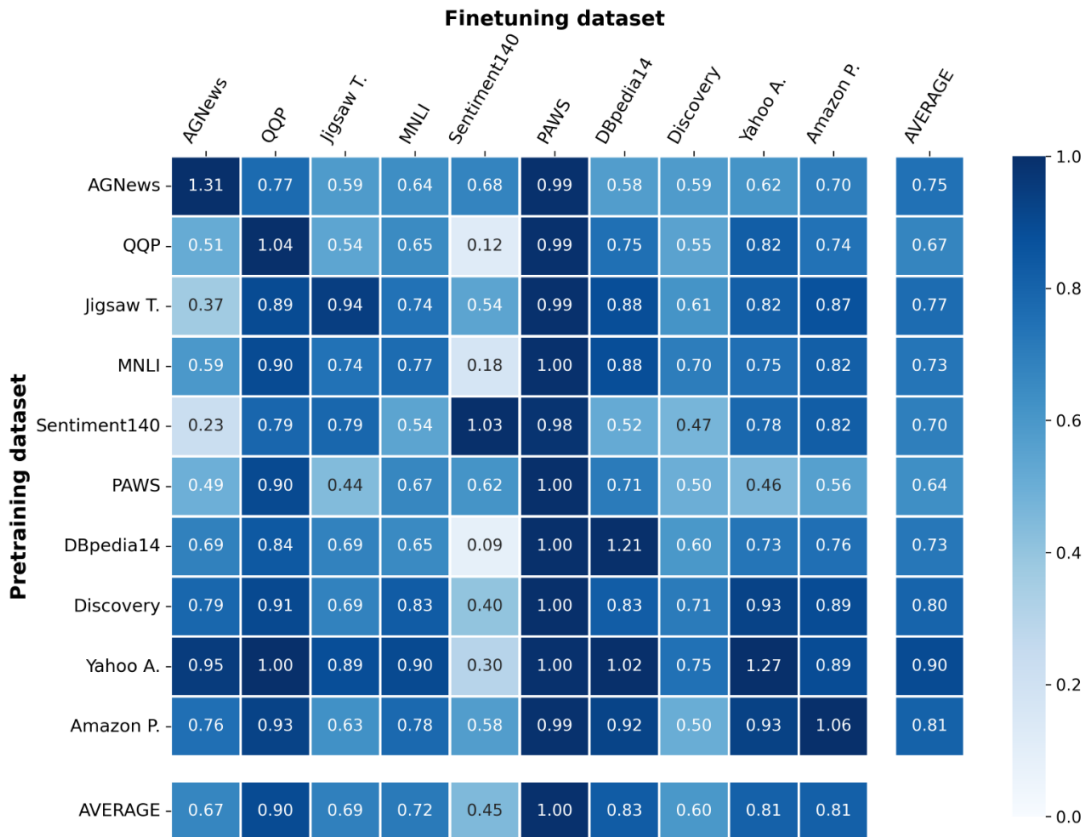 Finetuning dataset
AGNews QQP Jigsaw T. MNLI Sentiment140 PAWS DBpedia14 Discovery Yahoo A. Amazon P. AVERAGE
Pretraining dataset
AGNews 1.31 0.77 0.59 0.64 0.68 0.99 0.58 0.59 0.62 0.70 0.75
QQP 0.51 1.04 0.54 0.65 0.12 0.99 0.75 0.55 0.82 0.74 0.67
Jigsaw T. 0.37 0.89 0.94 0.74 0.54 0.99 0.88 0.61 0.82 0.87 0.77
MNLI 0.59 0.90 0.74 0.77 0.18 1.00 0.88 0.70 0.75 0.82 0.73
Sentiment140 0.23 0.79 0.79 0.54 1.03 0.98 0.52 0.47 0.78 0.82 0.70
PAWS 0.49 0.90 0.44 0.67 0.62 1.00 0.71 0.50 0.46 0.56 0.64
DBpedia14 0.69 0.84 0.69 0.65 0.09 1.00 1.21 0.60 0.73 0.76 0.73
Discovery 0.79 0.91 0.69 0.83 0.40 1.00 0.83 0.71 0.93 0.89 0.80
Yahoo A. 0.95 1.00 0.89 0.90 0.30 1.00 1.02 0.75 1.27 0.89 0.90
Amazon P. 0.76 0.93 0.63 0.78 0.58 0.99 0.92 0.50 0.93 1.06 0.81
AVERAGE 0.67 0.90 0.69 0.72 0.45 1.00 0.83 0.60 0.81 0.81
1.0
0.8
0.6
0.4
0.2
0.0